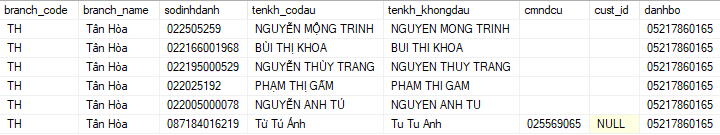 branch_code branch_name sodinhdanh tenkh_codau tenkh_khongdau cmndcu cust_id danhbo
TH Tân Hòa 022505259 NGUYỄN MỘNG TRINH NGUYEN MONG TRINH 05217860165
TH Tân Hòa 022166001968 BÙI THỊ KHOA BUI THI KHOA 05217860165
TH Tân Hòa 022195000529 NGUYỄN THÙY TRANG NGUYEN THUY TRANG 05217860165
TH Tân Hòa 022025192 PHẠM THỊ GẤM PHAM THI GAM 05217860165
TH Tân Hòa 022005000078 NGUYỄN ANH TÚ NGUYEN ANH TU 05217860165
TH Tân Hòa 087184016219 Từ Tú Ánh Tu Tu Anh 025569065 NULL 05217860165